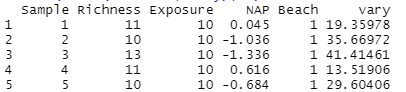 Sample Richness Exposure NAP Beach vary
1 1 11 10 0.045 1 19.35978
2 2 10 10 -1.036 1 35.66972
3 3 13 10 -1.336 1 41.41461
4 4 11 10 0.616 1 13.51906
5 5 10 10 -0.684 1 29.60406